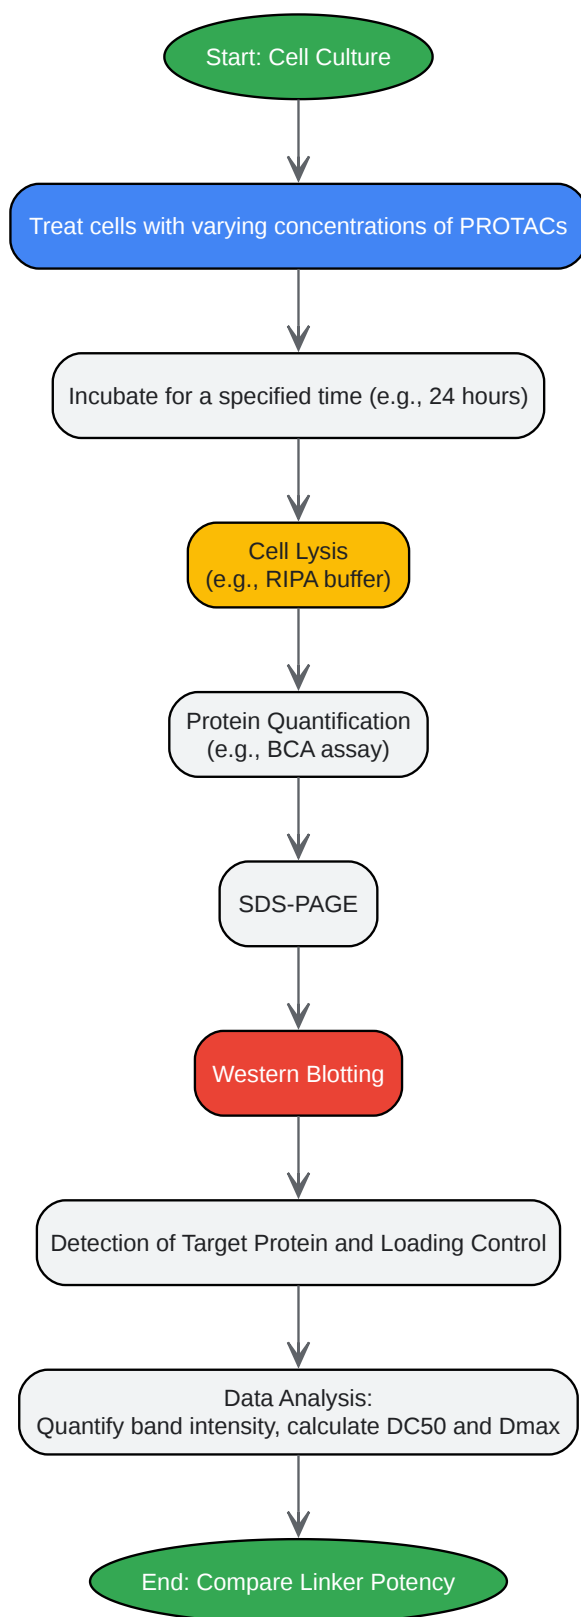 Start: Cell Culture
Treat cells with varying concentrations of PROTACs
Incubate for a specified time (e.g., 24 hours)
Cell Lysis
(e.g., RIPA buffer)
Protein Quantification
(e.g., BCA assay)
SDS-PAGE
Western Blotting
Detection of Target Protein and Loading Control
Data Analysis:
Quantify band intensity, calculate DC50 and Dmax
End: Compare Linker Potency